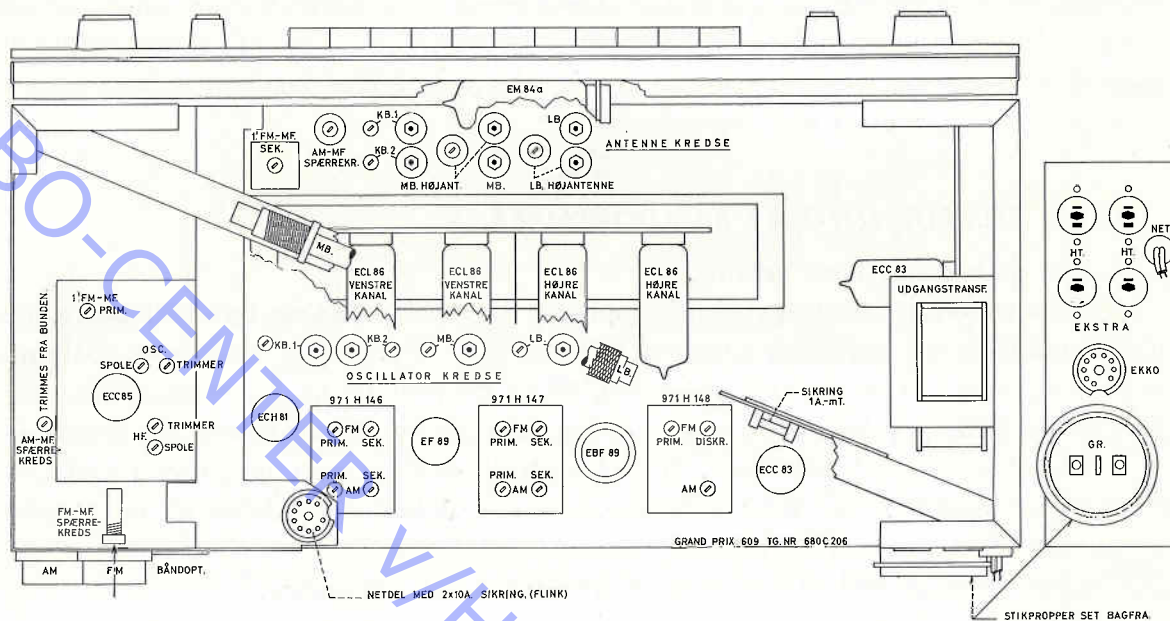 EM 84a
KB.1
LB
1'FM-MF.
SEK.
AM-MF
SPÆRREKR.
KB.2
ANTENNE KREDSE
MB. HØJANT.
MB.
LB. HØJANTENNE
MB.
ECL 86
VENSTRE
KANAL
ECL 86
VENSTRE
KANAL
ECL 86
HØJRE
KANAL
ECL 86
HØJRE
KANAL
ECC 83
UDGANGSTRANSF.
NET
HT.
HT.
EKSTRA
EKKO
GR.
TRIMMES FRA BUNDEN.
1'FM-MF.
PRIM.
OSC.
SPOLE
TRIMMER
ECC85
TRIMMER
HF.
SPOLE
AM-MF.
SPÆRRE-
KREDS
KB.1
KB.2
MB.
LB.
LB.
OSCILLATOR KREDSE
SIKRING
1A.-mT.
971 H 146
971 H 147
971 H 148
ECH 81
FM
PRIM.
SEK.
PRIM.
SEK.
AM
EF 89
FM
PRIM.
SEK.
PRIM.
SEK.
AM
EBF 89
FM
PRIM.
DISKR.
AM
ECC 83
FM-MF.
SPÆRRE-
KREDS
GRAND PRIX 609 TG. NR 680C206
AM
FM
BÅNDOPT.
NETDEL MED 2x10A. SIKRING. (FLINK)
STIKPROPPER SET BAGFRA.
BO-CENTER V/H